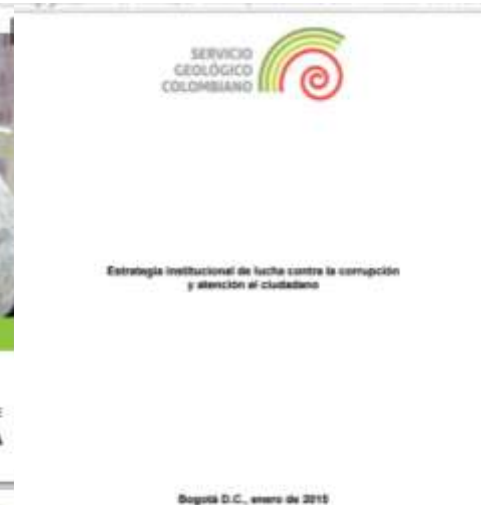 SERVICIO
GEOLÓGICO
COLOMBIANO
Estrategia institucional de lucha contra la corrupción
y atención al ciudadano
Bogotá D.C., enero de 2015